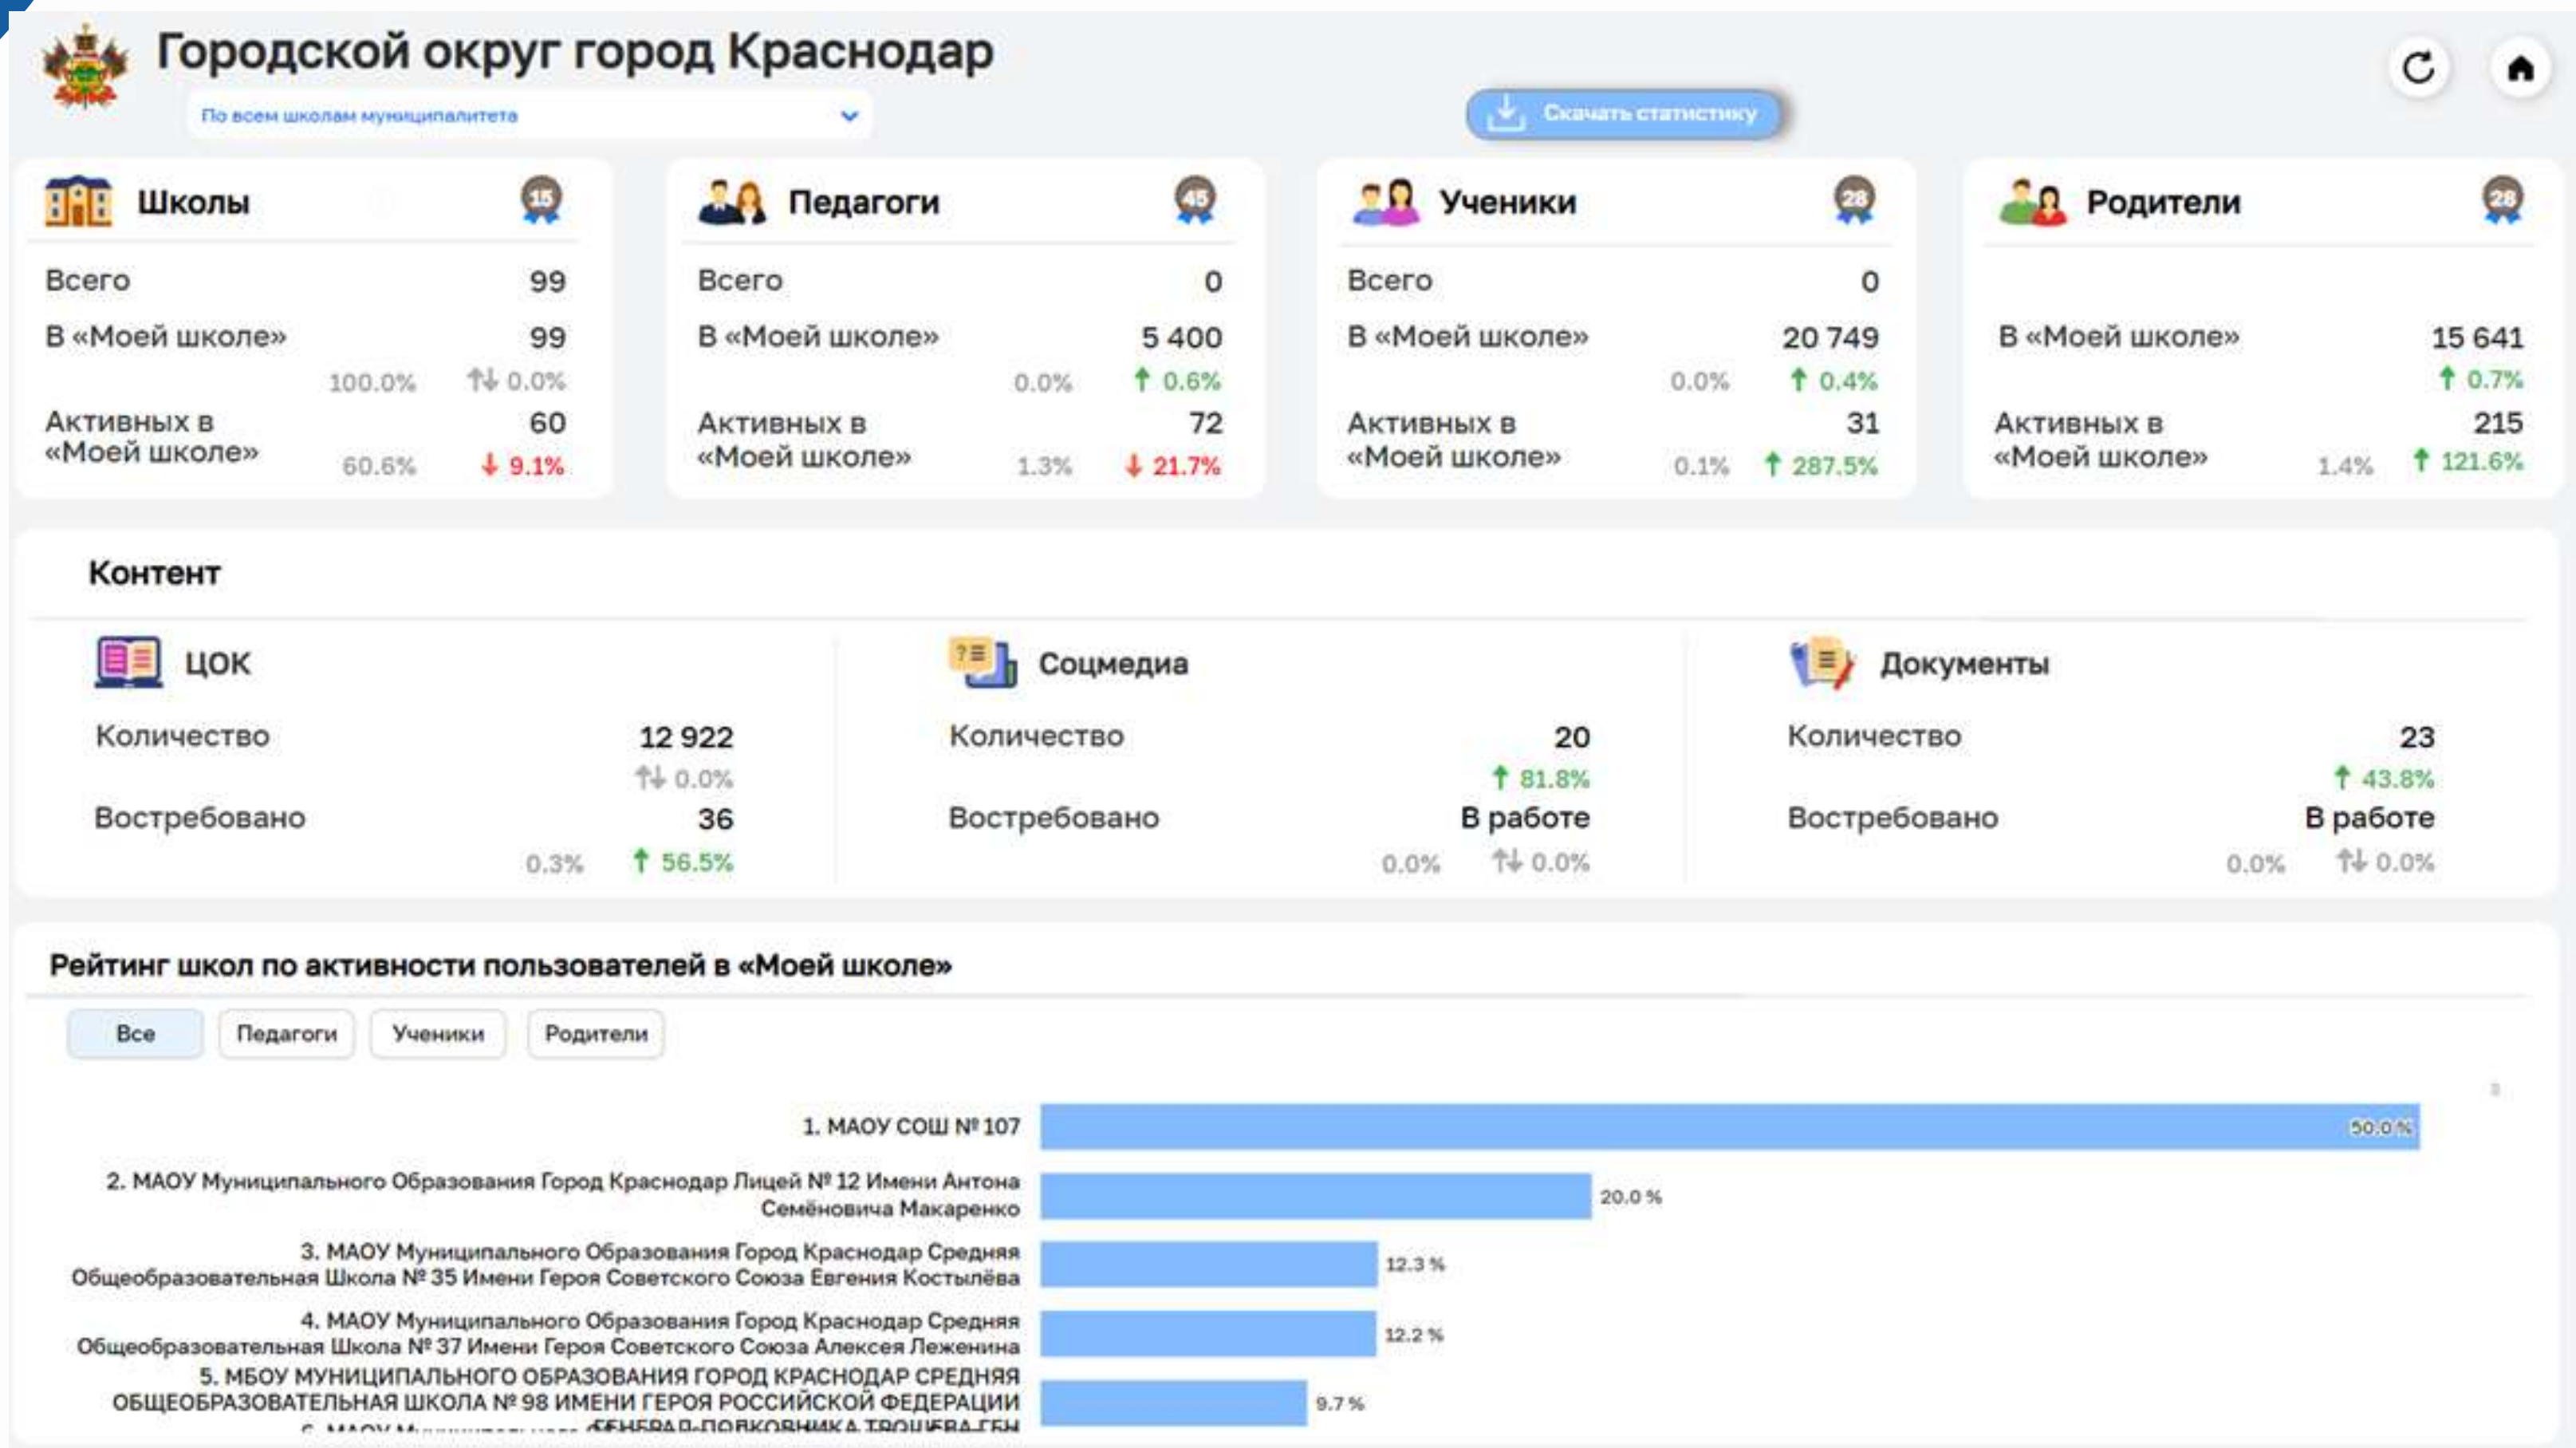 Городской округ город Краснодар
По всем школам муниципалитета
Скачать статистику
Школы
15
Всего 99
В «Моей школе» 99
100.0% 0.0%
Активных в 60
«Моей школе» 60.6% 9.1%
Педагоги
45
Всего 0
В «Моей школе» 5 400
0.0% 0.6%
Активных в 72
«Моей школе» 1.3% 21.7%
Ученики
28
Всего 0
В «Моей школе» 20 749
0.0% 0.4%
Активных в 31
«Моей школе» 0.1% 287.5%
Родители
28
В «Моей школе» 15 641
0.7%
Активных в 215
«Моей школе» 1.4% 121.6%
Контент
ЦОК
Количество 12 922
0.0%
Востребовано 36
0.3% 56.5%
Соцмедиа
Количество 20
81.8%
Востребовано В работе
0.0% 0.0%
Документы
Количество 23
43.8%
Востребовано В работе
0.0% 0.0%
Рейтинг школ по активности пользователей в «Моей школе»
Все Педагоги Ученики Родители
1. МАОУ СОШ № 107 50.0 %
2. МАОУ Муниципального Образования Город Краснодар Лицей № 12 Имени Антона
Семёновича Макаренко
20.0 %
3. МАОУ Муниципального Образования Город Краснодар Средняя
Общеобразовательная Школа № 35 Имени Героя Советского Союза Евгения Костылёва
12.3 %
4. МАОУ Муниципального Образования Город Краснодар Средняя
Общеобразовательная Школа № 37 Имени Героя Советского Союза Алексея Леженина
12.2 %
5. МБОУ МУНИЦИПАЛЬНОГО ОБРАЗОВАНИЯ ГОРОД КРАСНОДАР СРЕДНЯЯ
ОБЩЕОБРАЗОВАТЕЛЬНАЯ ШКОЛА № 98 ИМЕНИ ГЕРОЯ РОССИЙСКОЙ ФЕДЕРАЦИИ
9.7 %